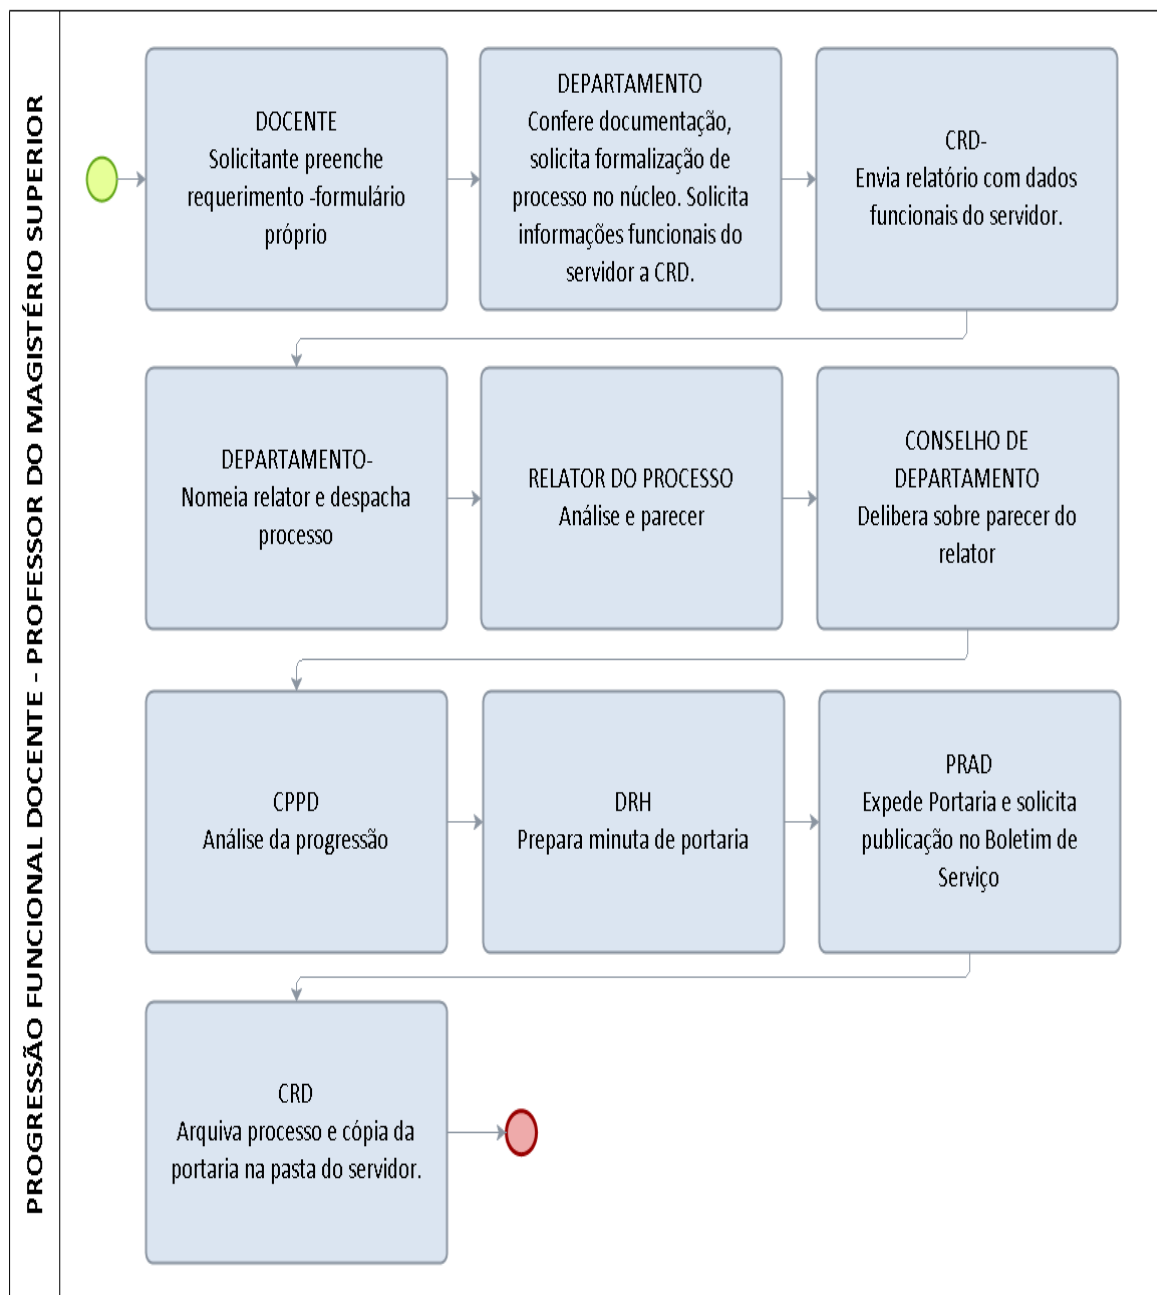 PROGRESSÃO FUNCIONAL DOCENTE - PROFESSOR DO MAGISTÉRIO SUPERIOR
DOCENTE
Solicitante preenche
requerimento -formulário
próprio
DEPARTAMENTO
Confere documentação,
solicita formalização de
processo no núcleo. Solicita
informações funcionais do
servidor a CRD.
CRD-
Envia relatório com dados
funcionais do servidor.
DEPARTAMENTO-
Nomeia relator e despacha
processo
RELATOR DO PROCESSO
Análise e parecer
CONSELHO DE
DEPARTAMENTO
Delibera sobre parecer do
relator
CPPD
Análise da progressão
DRH
Prepara minuta de portaria
PRAD
Expede Portaria e solicita
publicação no Boletim de
Serviço
CRD
Arquiva processo e cópia da
portaria na pasta do servidor.